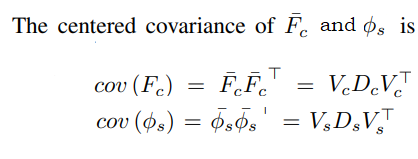 The centered covariance of F̄_c and ϕ_s is
cov (F_c) = F̄_c F̄_c^⊤ = V_c D_c V_c^⊤
cov (ϕ_s) = ϕ̄_s ϕ̄_s^' = V_s D_s V_s^⊤